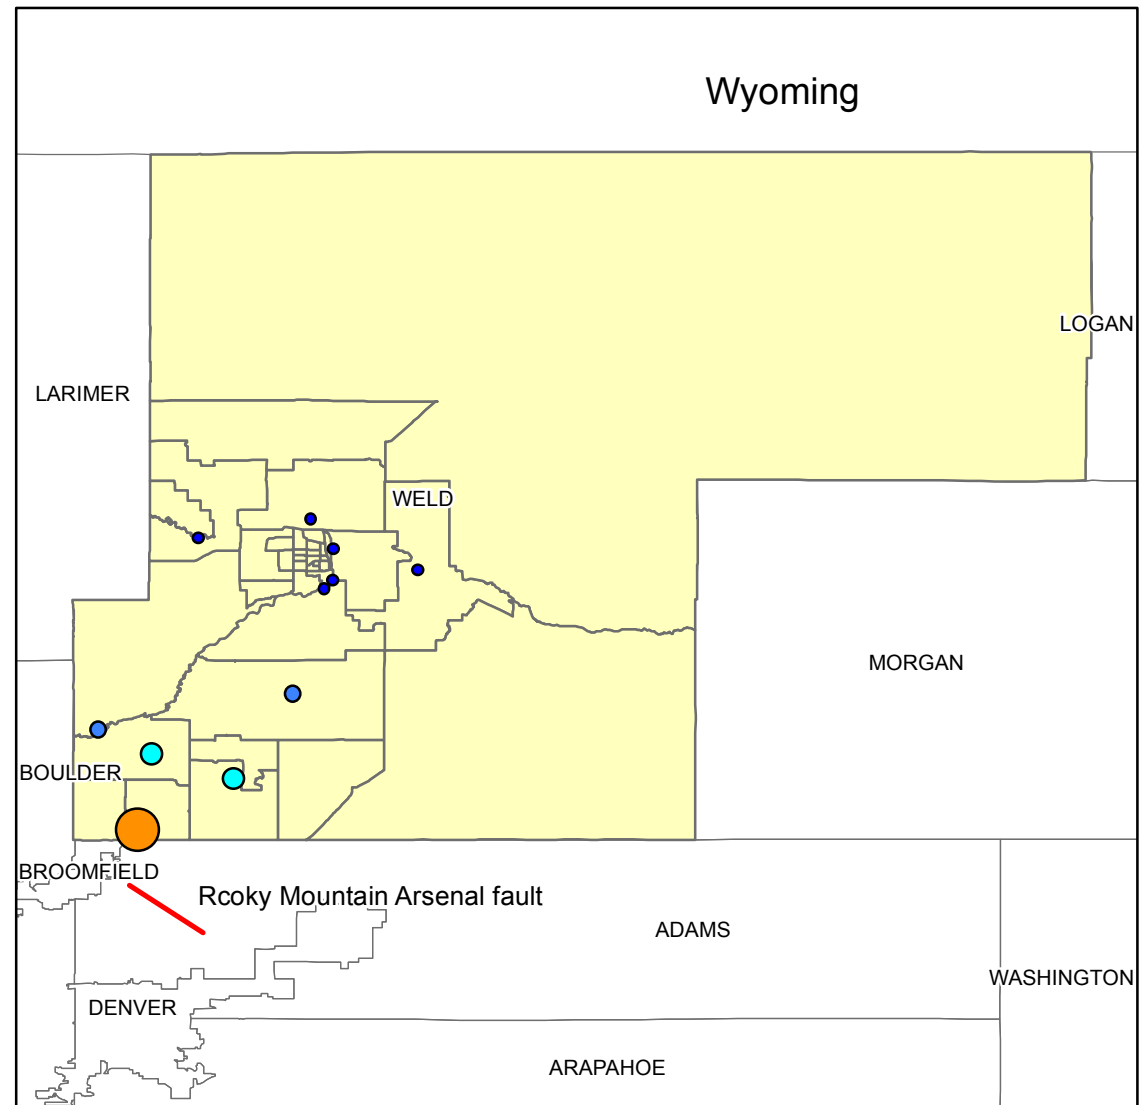 Wyoming
LOGAN
LARIMER
WELD
MORGAN
BOULDER
BROOMFIELD
Rcoky Mountain Arsenal fault
ADAMS
WASHINGTON
DENVER
ARAPAHOE